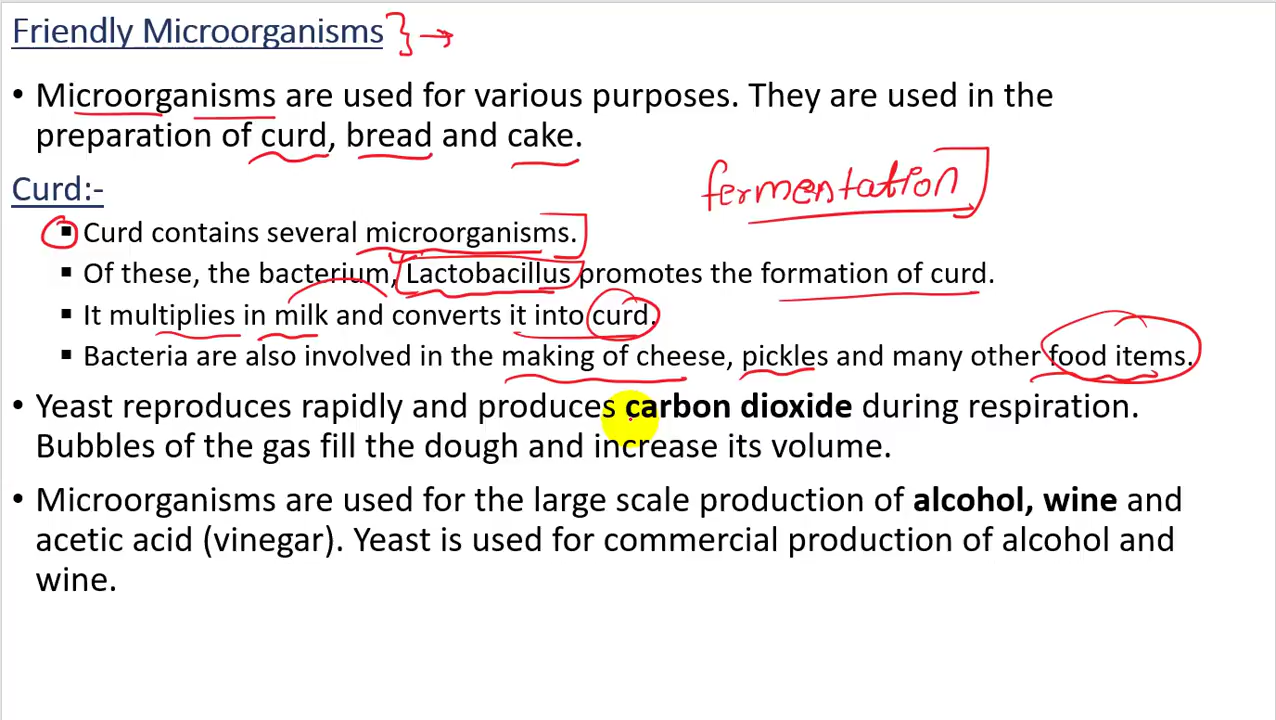 Friendly Microorganisms
• Microorganisms are used for various purposes. They are used in the
preparation of curd, bread and cake.
fermentation
Curd:-
▪ Curd contains several microorganisms.
▪ Of these, the bacterium, Lactobacillus promotes the formation of curd.
▪ It multiplies in milk and converts it into curd.
▪ Bacteria are also involved in the making of cheese, pickles and many other food items.
• Yeast reproduces rapidly and produces carbon dioxide during respiration.
Bubbles of the gas fill the dough and increase its volume.
• Microorganisms are used for the large scale production of alcohol, wine and
acetic acid (vinegar). Yeast is used for commercial production of alcohol and
wine.